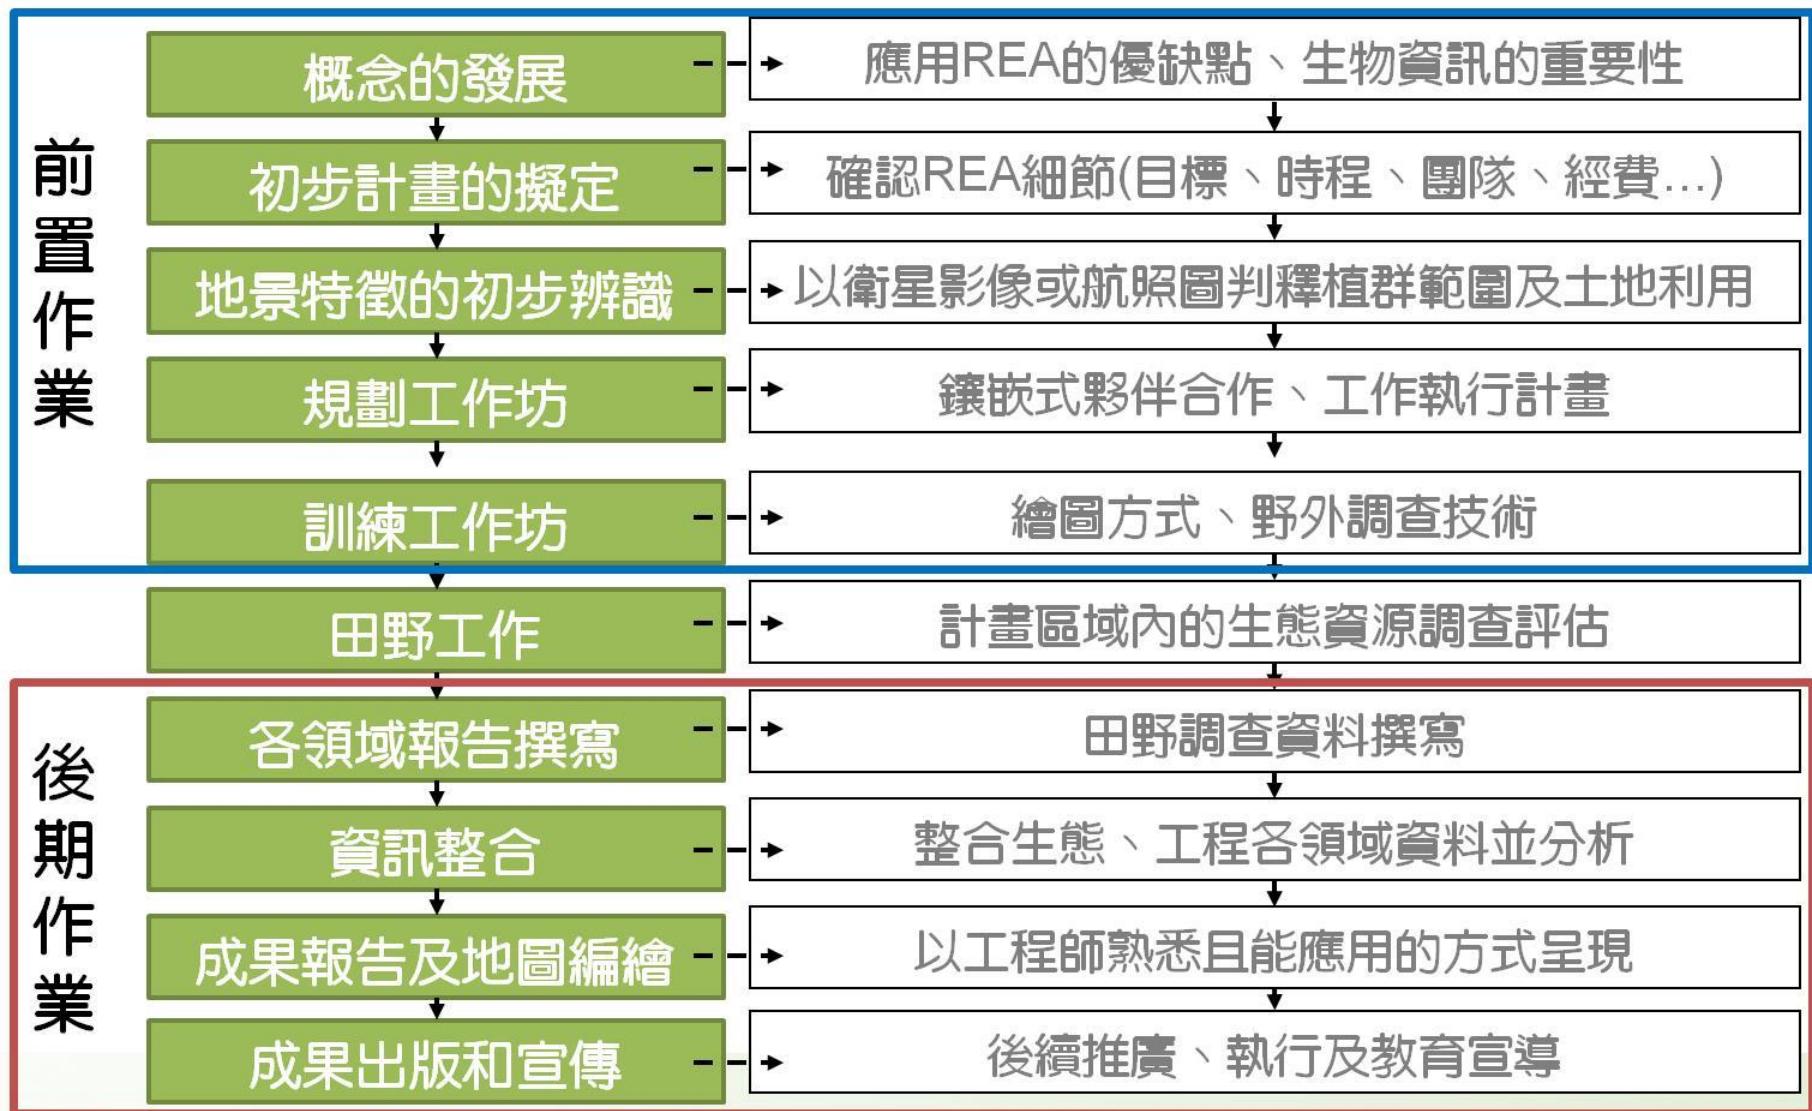 前置作業
概念的發展
應用REA的優缺點、生物資訊的重要性
初步計畫的擬定
確認REA細節(目標、時程、團隊、經費...)
地景特徵的初步辨識
以衛星影像或航照圖判釋植群範圍及土地利用
規劃工作坊
鑲嵌式夥伴合作、工作執行計畫
訓練工作坊
繪圖方式、野外調查技術
田野工作
計畫區域內的生態資源調查評估
後期作業
各領域報告撰寫
田野調查資料撰寫
資訊整合
整合生態、工程各領域資料並分析
成果報告及地圖編繪
以工程師熟悉且能應用的方式呈現
成果出版和宣傳
後續推廣、執行及教育宣導